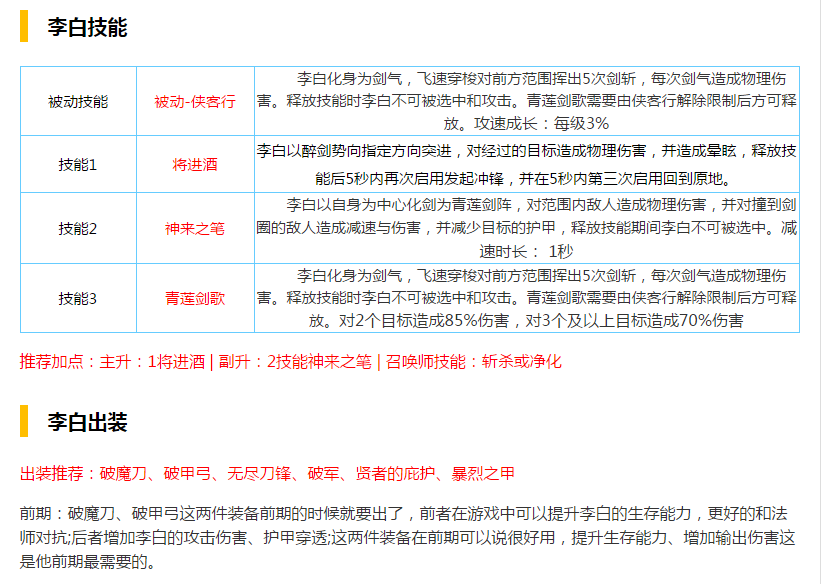 李白技能
被动技能
被动-侠客行
李白化身为剑气，飞速穿梭对前方范围挥出5次剑斩，每次剑气造成物理伤
害。释放技能时李白不可被选中和攻击。青莲剑歌需要由侠客行解除限制后方可释
放。攻速成长：每级3%
技能1
将进酒
李白以醉剑势向指定方向突进，对经过的目标造成物理伤害，并造成晕眩，释放技
能后5秒内再次启用发起冲锋，并在5秒内第三次启用回到原地。
技能2
神来之笔
李白以自身为中心化剑为青莲剑阵，对范围内敌人造成物理伤害，并对撞到剑
圈的敌人造成减速与伤害，并减少目标的护甲，释放技能期间李白不可被选中。减
速时长： 1秒
技能3
青莲剑歌
李白化身为剑气，飞速穿梭对前方范围挥出5次剑斩，每次剑气造成物理伤
害。释放技能时李白不可被选中和攻击。青莲剑歌需要由侠客行解除限制后方可释
放。对2个目标造成85%伤害，对3个及以上目标造成70%伤害
推荐加点：主升：1将进酒 | 副升：2技能神来之笔 | 召唤师技能：斩杀或净化
李白出装
出装推荐：破魔刀、破甲弓、无尽刀锋、破军、贤者的庇护、暴烈之甲
前期：破魔刀、破甲弓这两件装备前期的时候就要出了，前者在游戏中可以提升李白的生存能力，更好的和法
师对抗;后者增加李白的攻击伤害、护甲穿透;这两件装备在前期可以说很好用，提升生存能力、增加输出伤害这
是他前期最需要的。